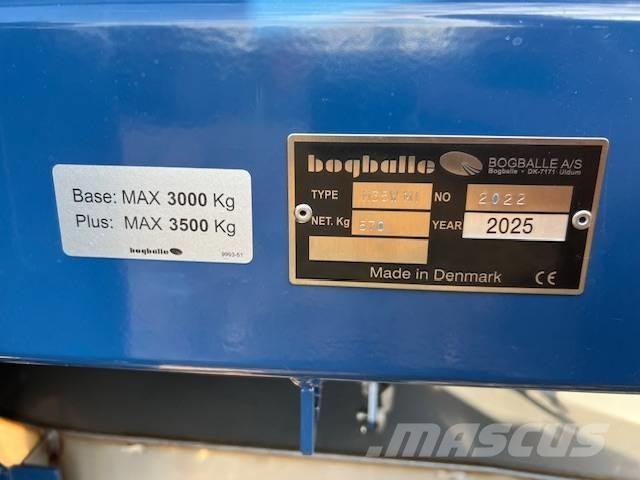 Base: MAX 3000 Kg
Plus: MAX 3500 Kg
bogballe
9993-51
bogballe BOGBALLE A/S
Bogballe • DK-7171 Uldum
TYPE NO 2022
NET. Kg YEAR 2025
Made in Denmark CE
MASCUS